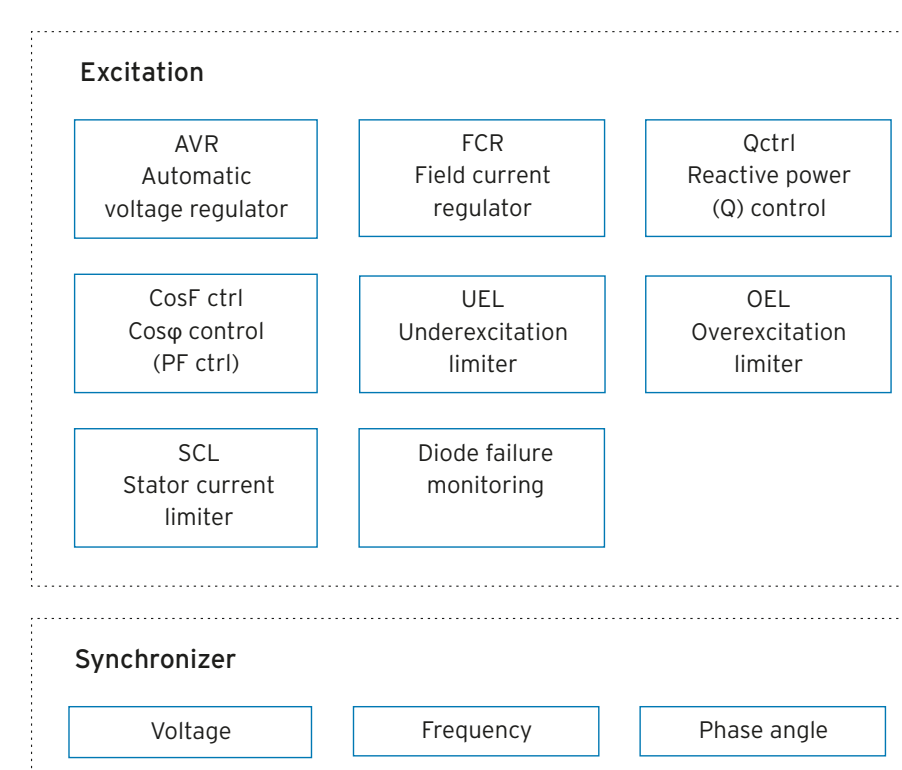 Excitation
AVR
Automatic
voltage regulator
FCR
Field current
regulator
Qctrl
Reactive power
(Q) control
CosF ctrl
Cosφ control
(PF ctrl)
UEL
Underexcitation
limiter
OEL
Overexcitation
limiter
SCL
Stator current
limiter
Diode failure
monitoring
Synchronizer
Voltage
Frequency
Phase angle